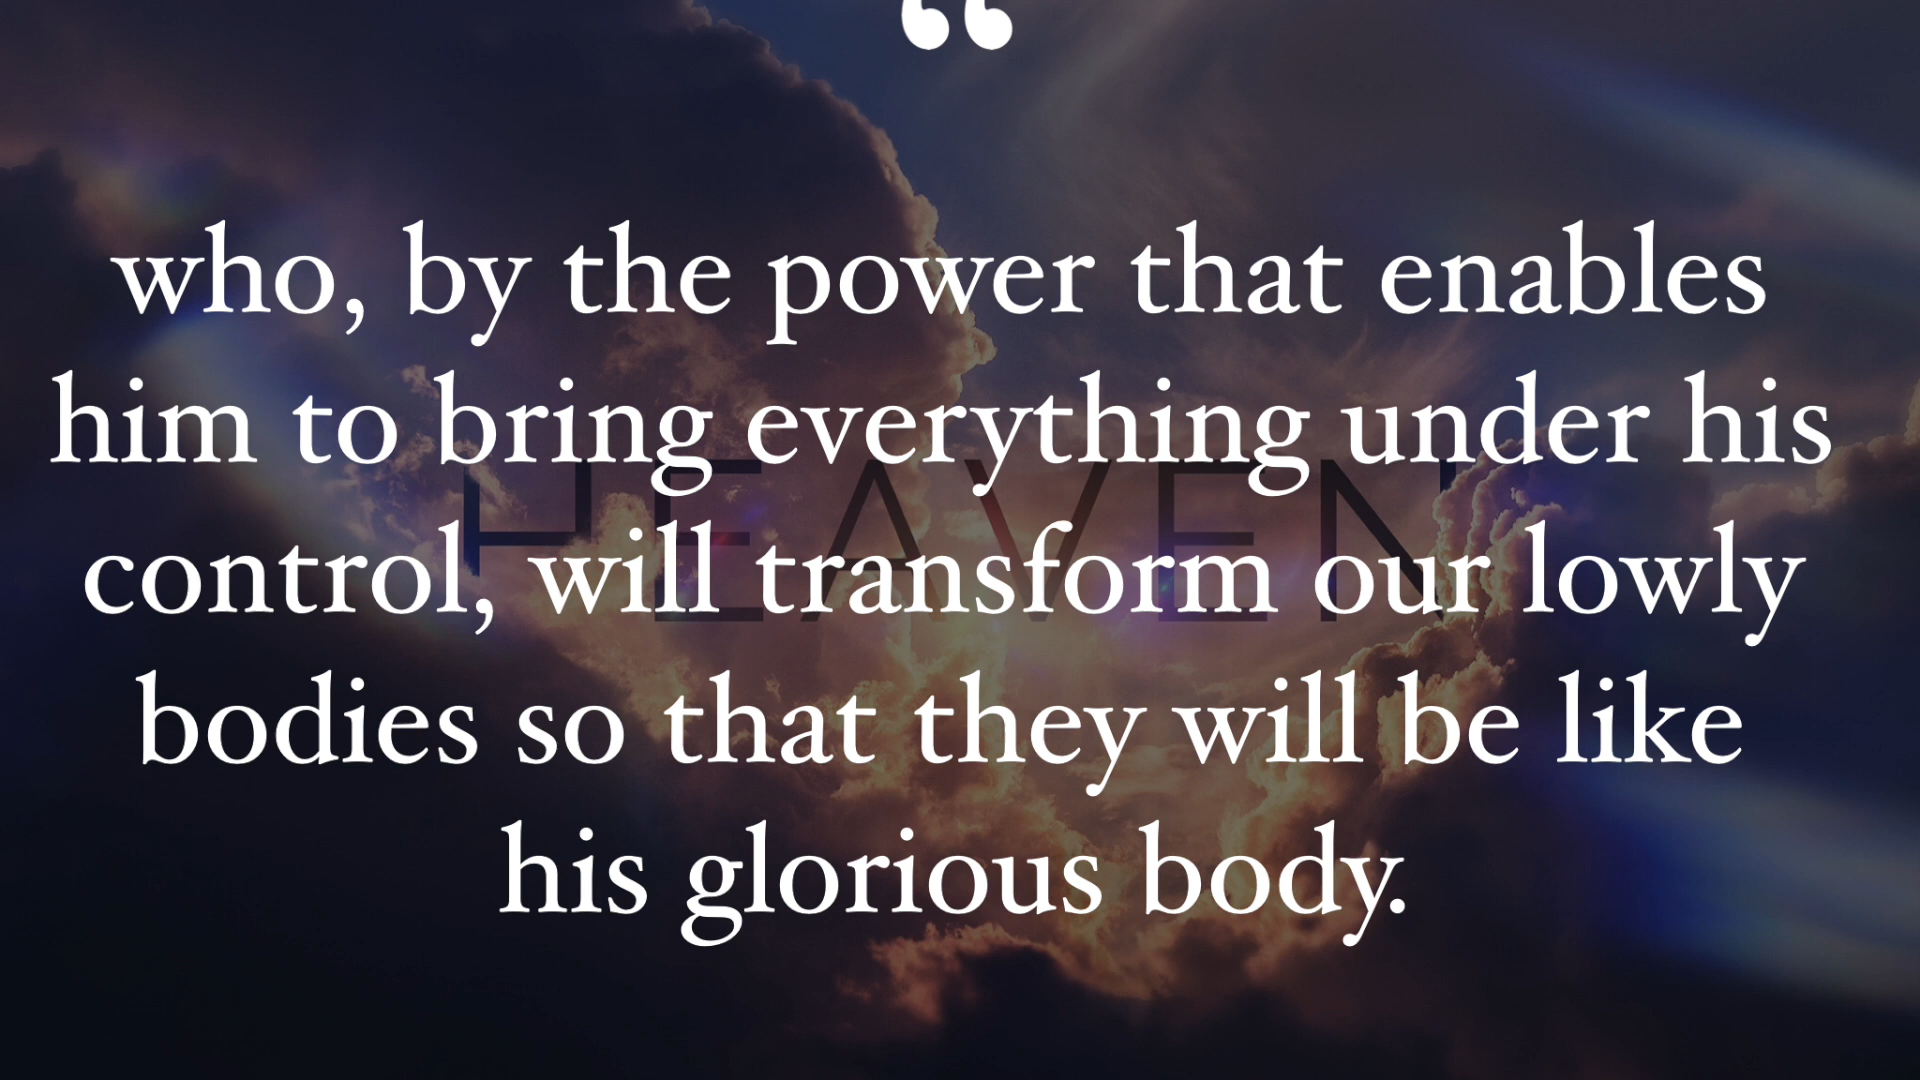 “
who, by the power that enables
him to bring everything under his
HEAVEN
control, will transform our lowly
bodies so that they will be like
his glorious body.